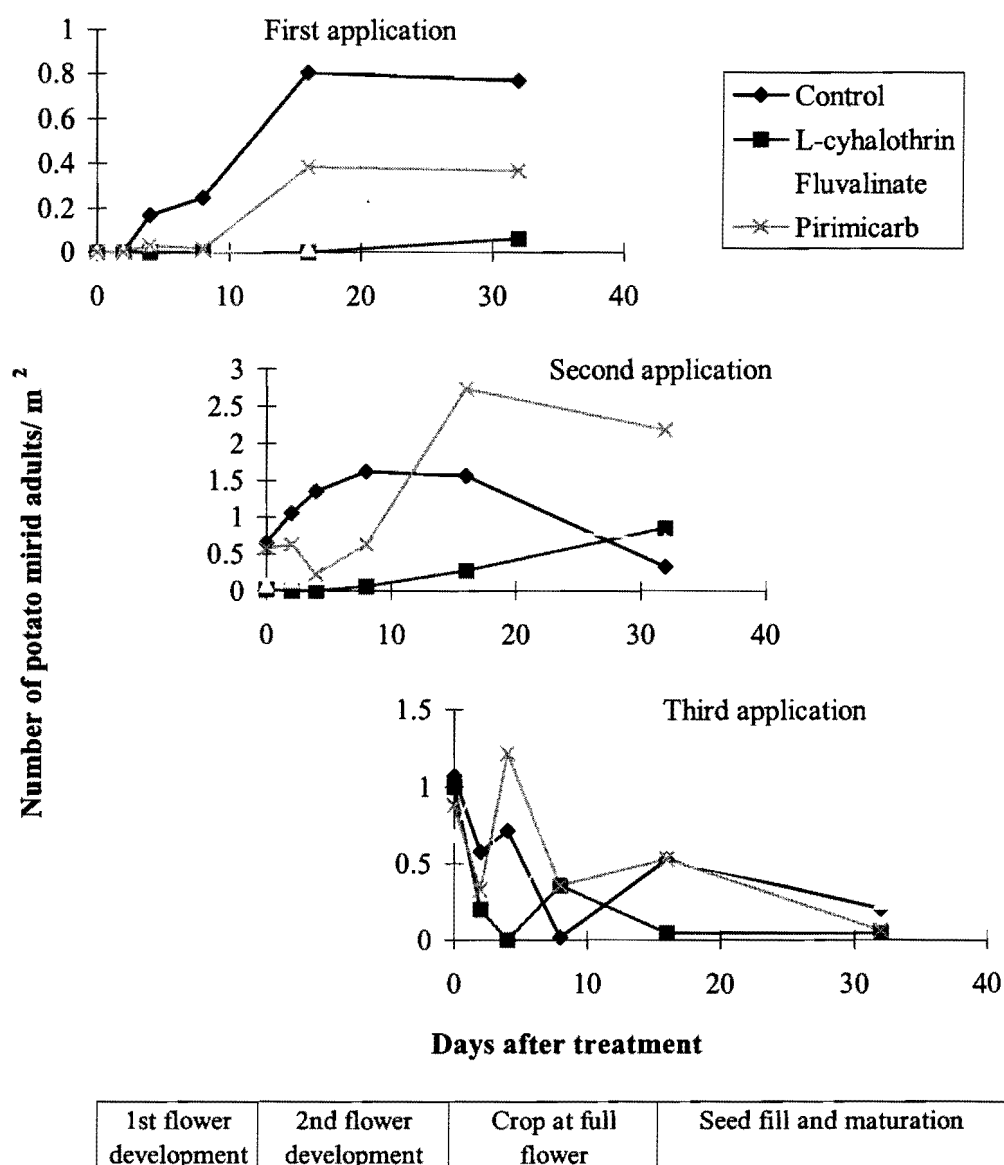 First application
1
0.8
0.6
0.4
0.2
0
0 10 20 30 40
Control
L-cyhalothrin
Fluvalinate
Pirimicarb
Number of potato mirid adults/ m 2
Second application
3
2.5
2
1.5
1
0.5
0
0 10 20 30 40
Third application
1.5
1
0.5
0
0 10 20 30 40
Days after treatment
1st flower development
2nd flower development
Crop at full flower
Seed fill and maturation